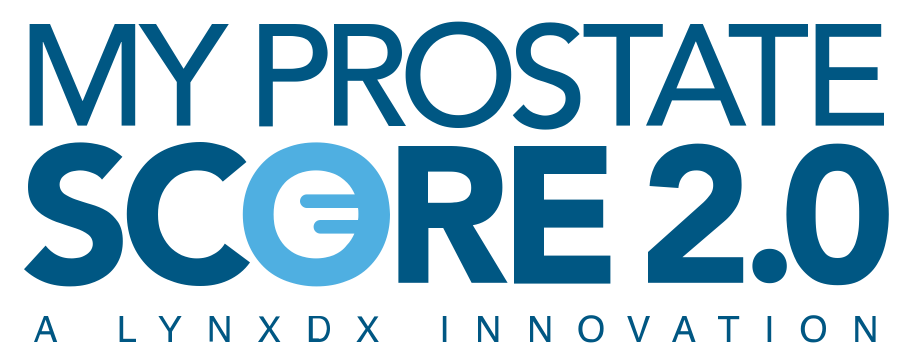 MY PROSTATE
SCORE 2.0
A LYNXDX INNOVATION